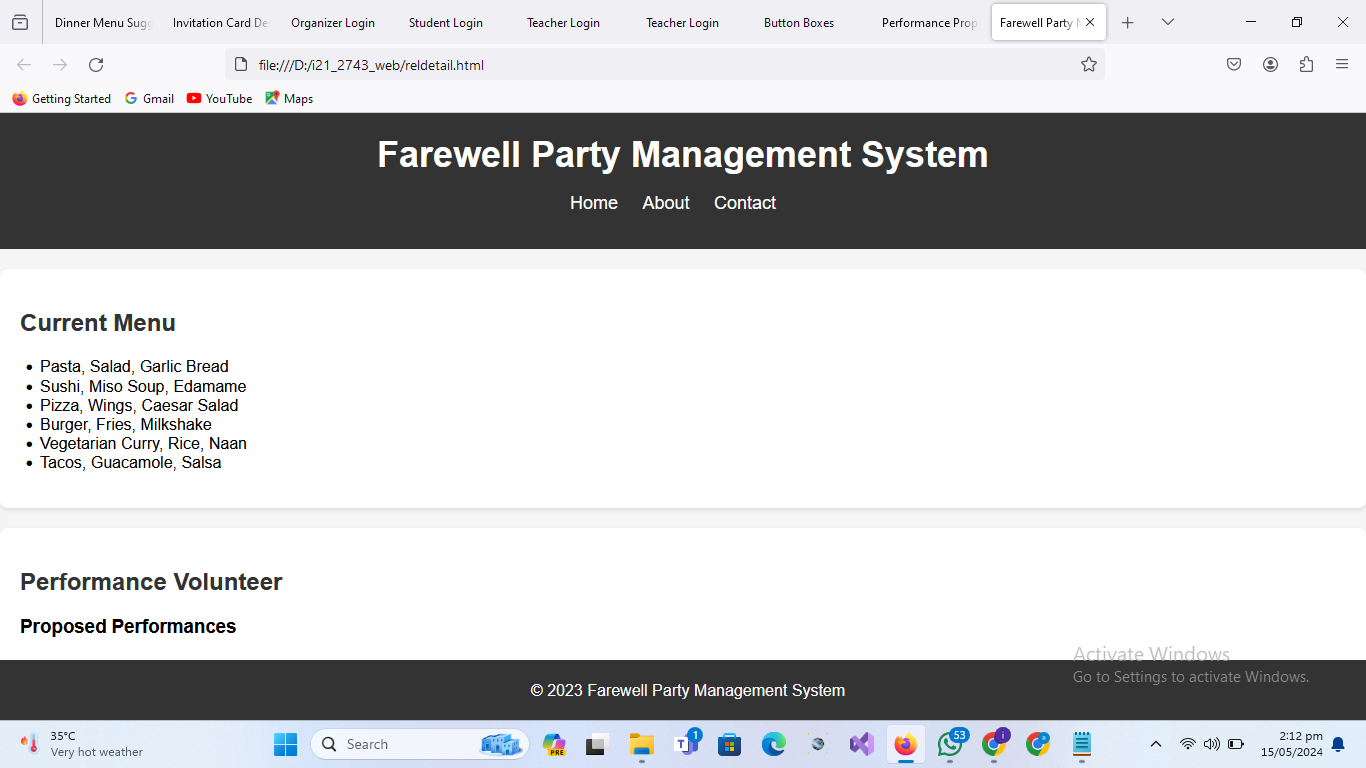 Dinner Menu Sugg
Invitation Card De
Organizer Login
Student Login
Teacher Login
Teacher Login
Button Boxes
Performance Prop
Farewell Party M
file:///D:/i21_2743_web/reldetail.html
Getting Started
Gmail
YouTube
Maps
Farewell Party Management System
Home About Contact
Current Menu
Pasta, Salad, Garlic Bread
Sushi, Miso Soup, Edamame
Pizza, Wings, Caesar Salad
Burger, Fries, Milkshake
Vegetarian Curry, Rice, Naan
Tacos, Guacamole, Salsa
Performance Volunteer
Proposed Performances
Activate Windows
Go to Settings to activate Windows.
© 2023 Farewell Party Management System
35°C
Very hot weather
Search
PRE
1
53
2:12 pm
15/05/2024